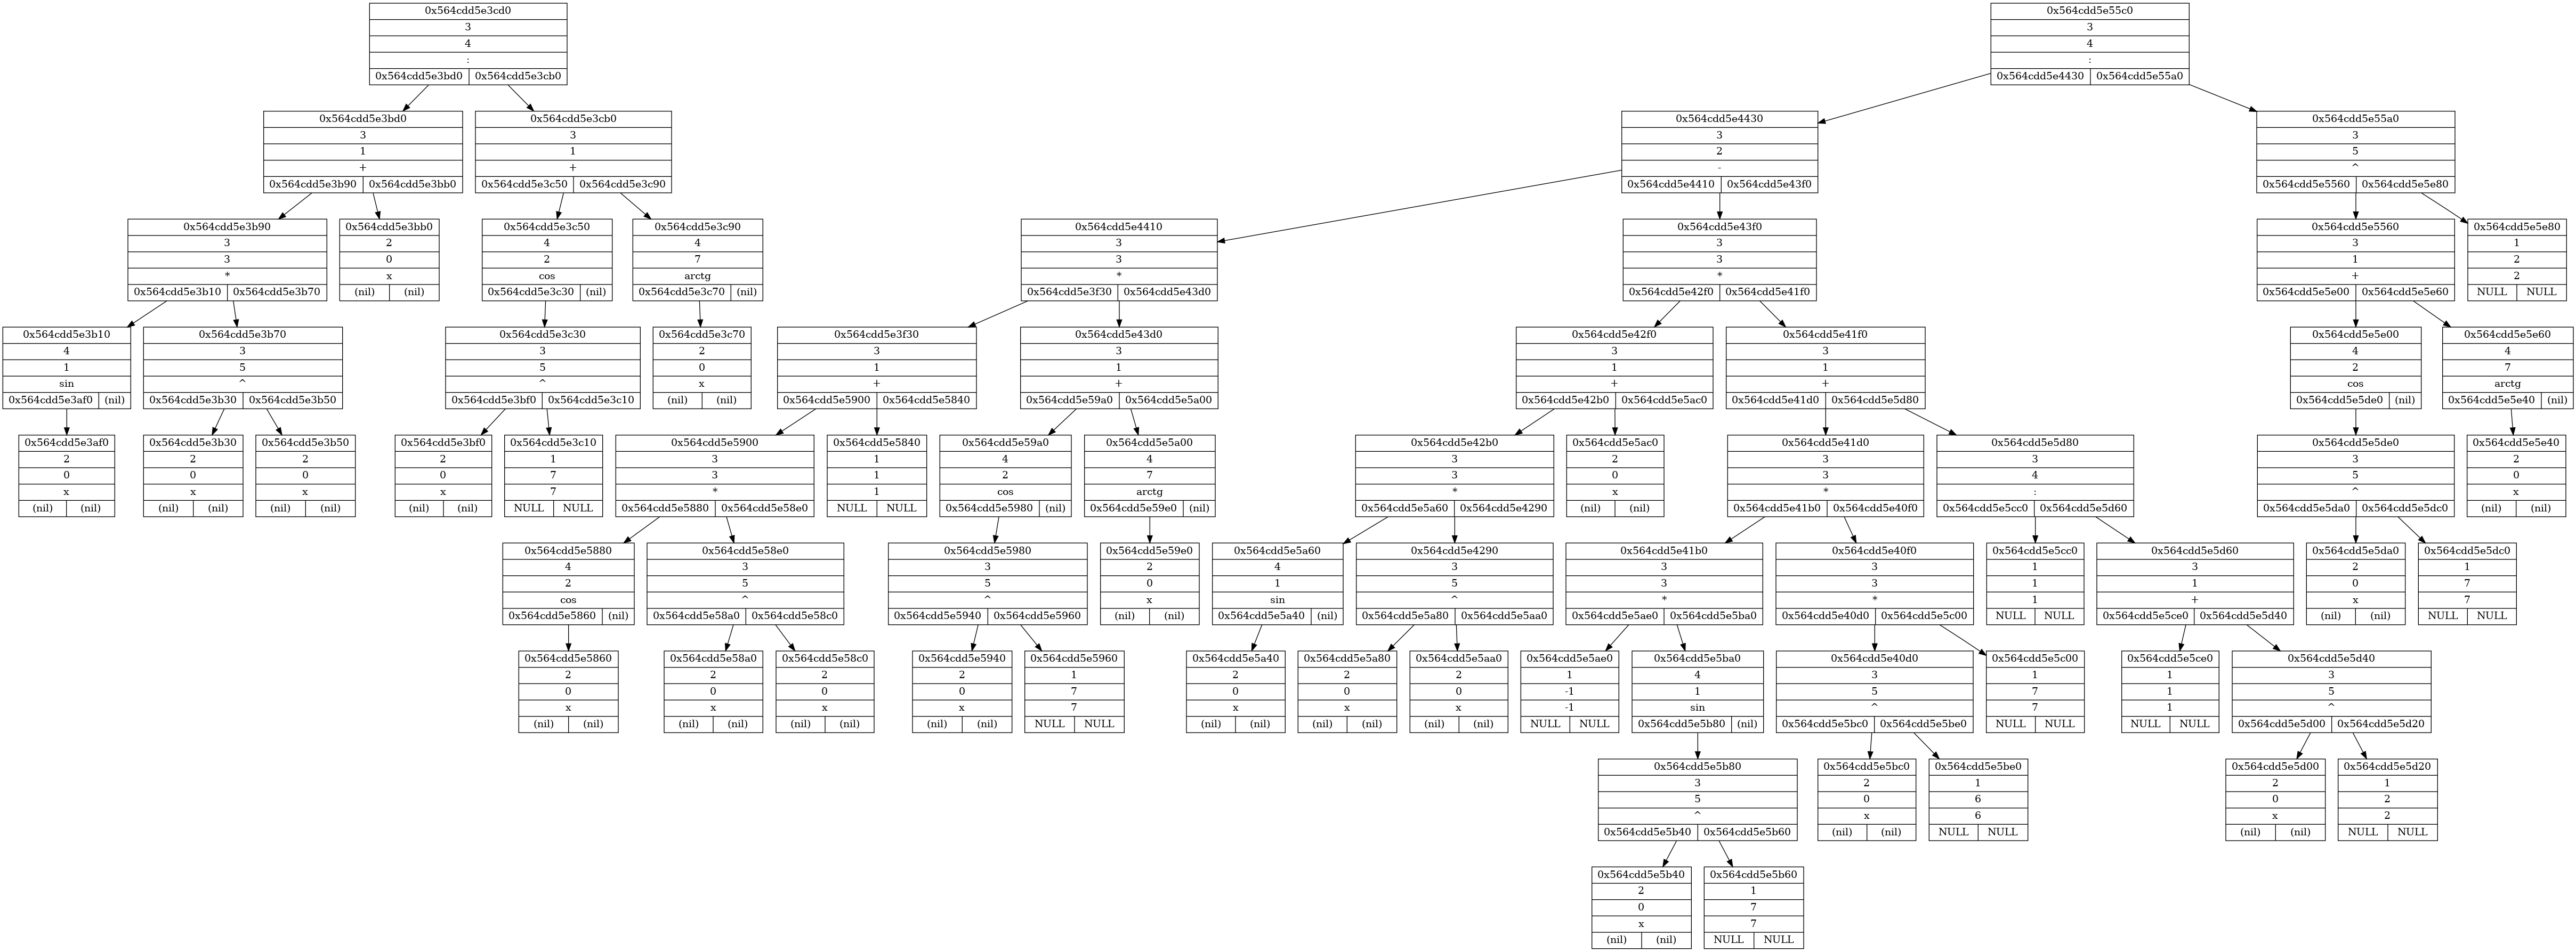 0x564cdd5e3cd0
3
4
:
0x564cdd5e3bd0 0x564cdd5e3cb0
0x564cdd5e55c0
3
4
:
0x564cdd5e4430 0x564cdd5e55a0
0x564cdd5e3bd0
3
1
+
0x564cdd5e3b90 0x564cdd5e3bb0
0x564cdd5e3cb0
3
1
+
0x564cdd5e3c50 0x564cdd5e3c90
0x564cdd5e4430
3
2
-
0x564cdd5e4410 0x564cdd5e43f0
0x564cdd5e55a0
3
5
^
0x564cdd5e5560 0x564cdd5e5e80
0x564cdd5e3b90
3
3
*
0x564cdd5e3b10 0x564cdd5e3b70
0x564cdd5e3bb0
2
0
x
(nil) (nil)
0x564cdd5e3c50
4
2
cos
0x564cdd5e3c30 (nil)
0x564cdd5e3c90
4
7
arctg
0x564cdd5e3c70 (nil)
0x564cdd5e4410
3
3
*
0x564cdd5e3f30 0x564cdd5e43d0
0x564cdd5e43f0
3
3
*
0x564cdd5e42f0 0x564cdd5e41f0
0x564cdd5e5560
3
1
+
0x564cdd5e5e00 0x564cdd5e5e60
0x564cdd5e5e80
1
2
2
NULL NULL
0x564cdd5e3b10
4
1
sin
0x564cdd5e3af0 (nil)
0x564cdd5e3b70
3
5
^
0x564cdd5e3b30 0x564cdd5e3b50
0x564cdd5e3c30
3
5
^
0x564cdd5e3bf0 0x564cdd5e3c10
0x564cdd5e3c70
2
0
x
(nil) (nil)
0x564cdd5e3f30
3
1
+
0x564cdd5e5900 0x564cdd5e5840
0x564cdd5e43d0
3
1
+
0x564cdd5e59a0 0x564cdd5e5a00
0x564cdd5e42f0
3
1
+
0x564cdd5e42b0 0x564cdd5e5ac0
0x564cdd5e41f0
3
1
+
0x564cdd5e41d0 0x564cdd5e5d80
0x564cdd5e5e00
4
2
cos
0x564cdd5e5de0 (nil)
0x564cdd5e5e60
4
7
arctg
0x564cdd5e5e40 (nil)
0x564cdd5e3af0
2
0
x
(nil) (nil)
0x564cdd5e3b30
2
0
x
(nil) (nil)
0x564cdd5e3b50
2
0
x
(nil) (nil)
0x564cdd5e3bf0
2
0
x
(nil) (nil)
0x564cdd5e3c10
1
7
7
NULL NULL
0x564cdd5e5900
3
3
*
0x564cdd5e5880 0x564cdd5e58e0
0x564cdd5e5840
1
1
1
NULL NULL
0x564cdd5e59a0
4
2
cos
0x564cdd5e5980 (nil)
0x564cdd5e5a00
4
7
arctg
0x564cdd5e59e0 (nil)
0x564cdd5e42b0
3
3
*
0x564cdd5e5a60 0x564cdd5e4290
0x564cdd5e5ac0
2
0
x
(nil) (nil)
0x564cdd5e41d0
3
3
*
0x564cdd5e41b0 0x564cdd5e40f0
0x564cdd5e5d80
3
4
:
0x564cdd5e5cc0 0x564cdd5e5d60
0x564cdd5e5de0
3
5
^
0x564cdd5e5da0 0x564cdd5e5dc0
0x564cdd5e5e40
2
0
x
(nil) (nil)
0x564cdd5e5880
4
2
cos
0x564cdd5e5860 (nil)
0x564cdd5e58e0
3
5
^
0x564cdd5e58a0 0x564cdd5e58c0
0x564cdd5e5980
3
5
^
0x564cdd5e5940 0x564cdd5e5960
0x564cdd5e59e0
2
0
x
(nil) (nil)
0x564cdd5e5a60
4
1
sin
0x564cdd5e5a40 (nil)
0x564cdd5e4290
3
5
^
0x564cdd5e5a80 0x564cdd5e5aa0
0x564cdd5e41b0
3
3
*
0x564cdd5e5ae0 0x564cdd5e5ba0
0x564cdd5e40f0
3
3
*
0x564cdd5e40d0 0x564cdd5e5c00
0x564cdd5e5cc0
1
1
1
NULL NULL
0x564cdd5e5d60
3
1
+
0x564cdd5e5ce0 0x564cdd5e5d40
0x564cdd5e5da0
2
0
x
(nil) (nil)
0x564cdd5e5dc0
1
7
7
NULL NULL
0x564cdd5e5860
2
0
x
(nil) (nil)
0x564cdd5e58a0
2
0
x
(nil) (nil)
0x564cdd5e58c0
2
0
x
(nil) (nil)
0x564cdd5e5940
2
0
x
(nil) (nil)
0x564cdd5e5960
1
7
7
NULL NULL
0x564cdd5e5a40
2
0
x
(nil) (nil)
0x564cdd5e5a80
2
0
x
(nil) (nil)
0x564cdd5e5aa0
2
0
x
(nil) (nil)
0x564cdd5e5ae0
1
-1
-1
NULL NULL
0x564cdd5e5ba0
4
1
sin
0x564cdd5e5b80 (nil)
0x564cdd5e40d0
3
5
^
0x564cdd5e5bc0 0x564cdd5e5be0
0x564cdd5e5c00
1
7
7
NULL NULL
0x564cdd5e5ce0
1
1
1
NULL NULL
0x564cdd5e5d40
3
5
^
0x564cdd5e5d00 0x564cdd5e5d20
0x564cdd5e5b80
3
5
^
0x564cdd5e5b40 0x564cdd5e5b60
0x564cdd5e5bc0
2
0
x
(nil) (nil)
0x564cdd5e5be0
1
6
6
NULL NULL
0x564cdd5e5d00
2
0
x
(nil) (nil)
0x564cdd5e5d20
1
2
2
NULL NULL
0x564cdd5e5b40
2
0
x
(nil) (nil)
0x564cdd5e5b60
1
7
7
NULL NULL